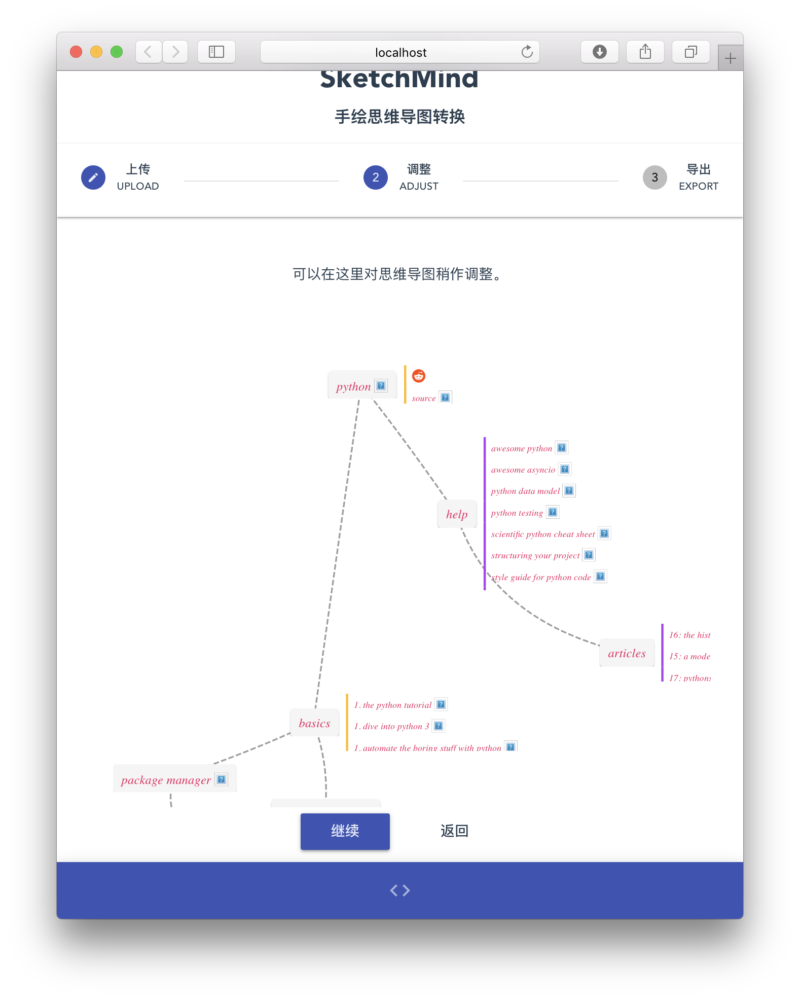 localhost
SketchMind
手绘思维导图转换
上传
UPLOAD
2
调整
ADJUST
3
导出
EXPORT
可以在这里对思维导图稍作调整。
python
source
awesome python
awesome asyncio
python data model
python testing
scientific python cheat sheet
structuring your project
style guide for python code
help
articles
16: the hist
15: a mode
17: pythons
basics
1. the python tutorial
1. dive into python 3
1. automate the boring stuff with python
package manager
继续
返回